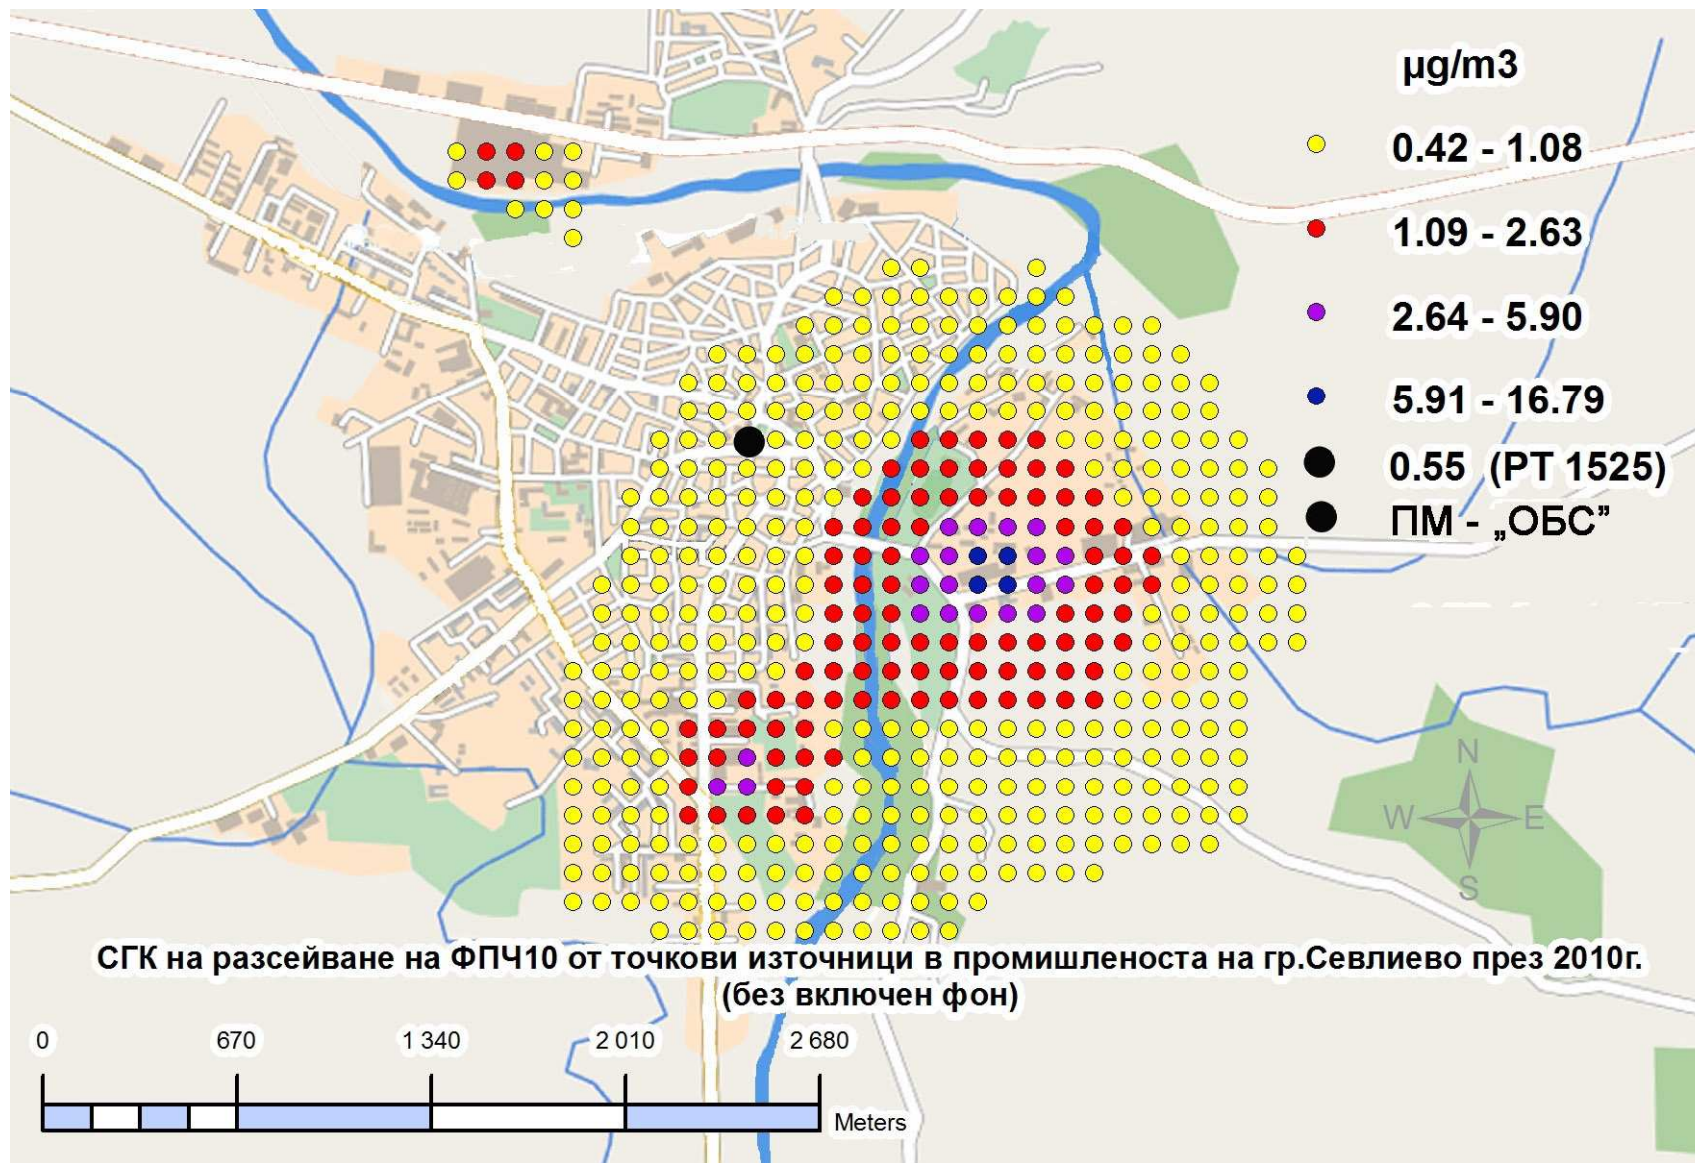 µg/m3
0.42 - 1.08
1.09 - 2.63
2.64 - 5.90
5.91 - 16.79
0.55 (РТ 1525)
ПМ - „ОБС”
N
W E
S
СГК на разсейване на ФПЧ10 от точкови източници в промишлеността на гр.Севлиево през 2010г.
(без включен фон)
0 670 1 340 2 010 2 680
Meters